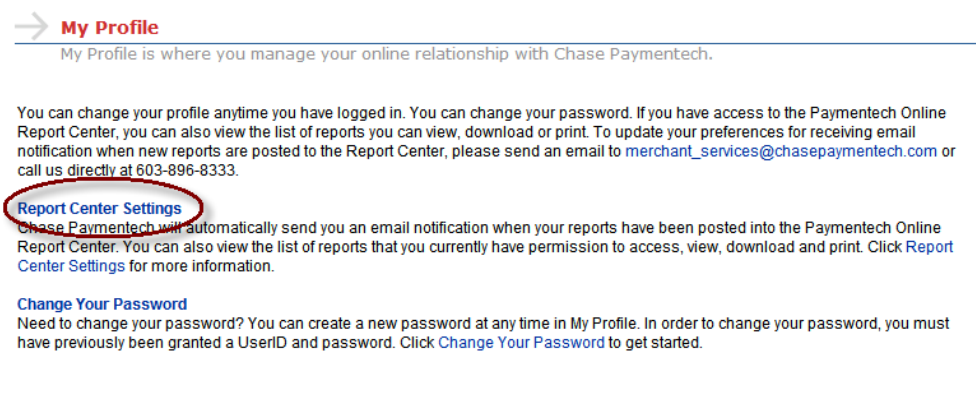 My Profile
My Profile is where you manage your online relationship with Chase Paymentech.
You can change your profile anytime you have logged in. You can change your password. If you have access to the Paymentech Online
Report Center, you can also view the list of reports you can view, download or print. To update your preferences for receiving email
notification when new reports are posted to the Report Center, please send an email to merchant_services@chasepaymentech.com or
call us directly at 603-896-8333.
Report Center Settings
Chase Paymentech will automatically send you an email notification when your reports have been posted into the Paymentech Online
Report Center. You can also view the list of reports that you currently have permission to access, view, download and print. Click Report
Center Settings for more information.
Change Your Password
Need to change your password? You can create a new password at any time in My Profile. In order to change your password, you must
have previously been granted a UserID and password. Click Change Your Password to get started.